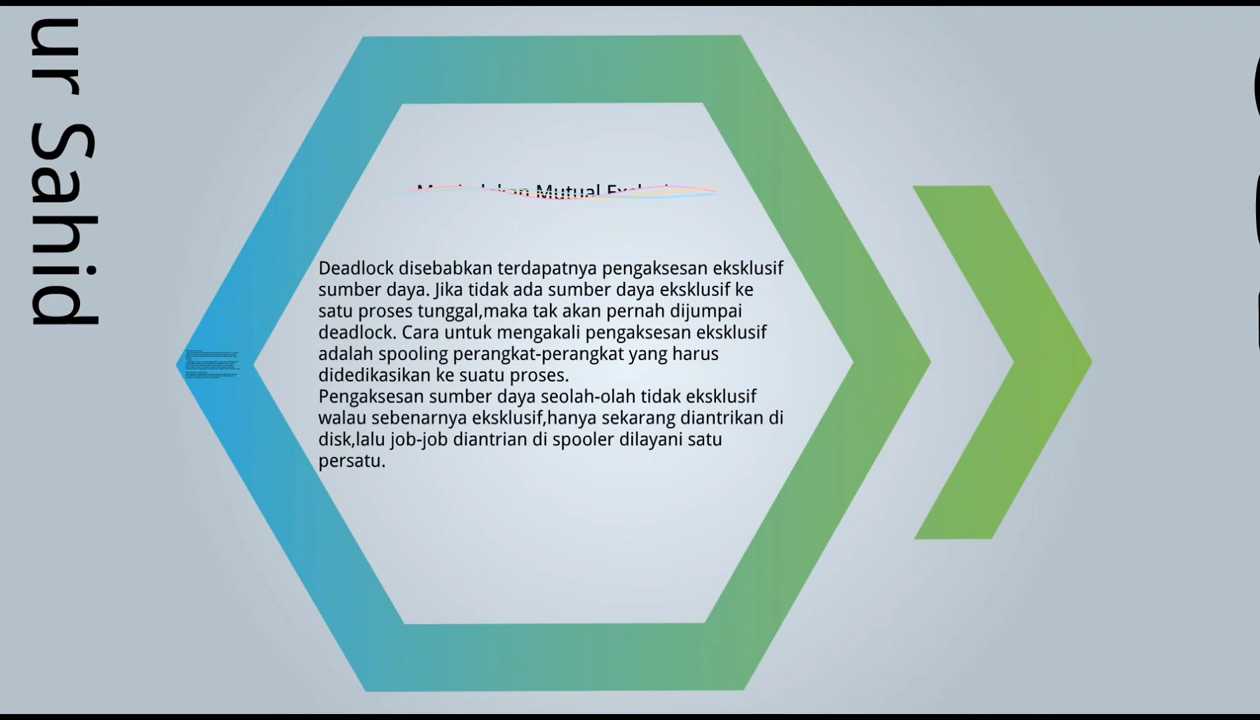 ur Sahid
Mutual
Deadlock disebabkan terdapatnya pengaksesan eksklusif
sumber daya. Jika tidak ada sumber daya eksklusif ke
satu proses tunggal,maka tak akan pernah dijumpai
deadlock. Cara untuk mengakali pengaksesan eksklusif
adalah spooling perangkat-perangkat yang harus
didedikasikan ke suatu proses.
Pengaksesan sumber daya seolah-olah tidak eksklusif
walau sebenarnya eksklusif,hanya sekarang diantrikan di
disk,lalu job-job diantrian di spooler dilayani satu
persatu.